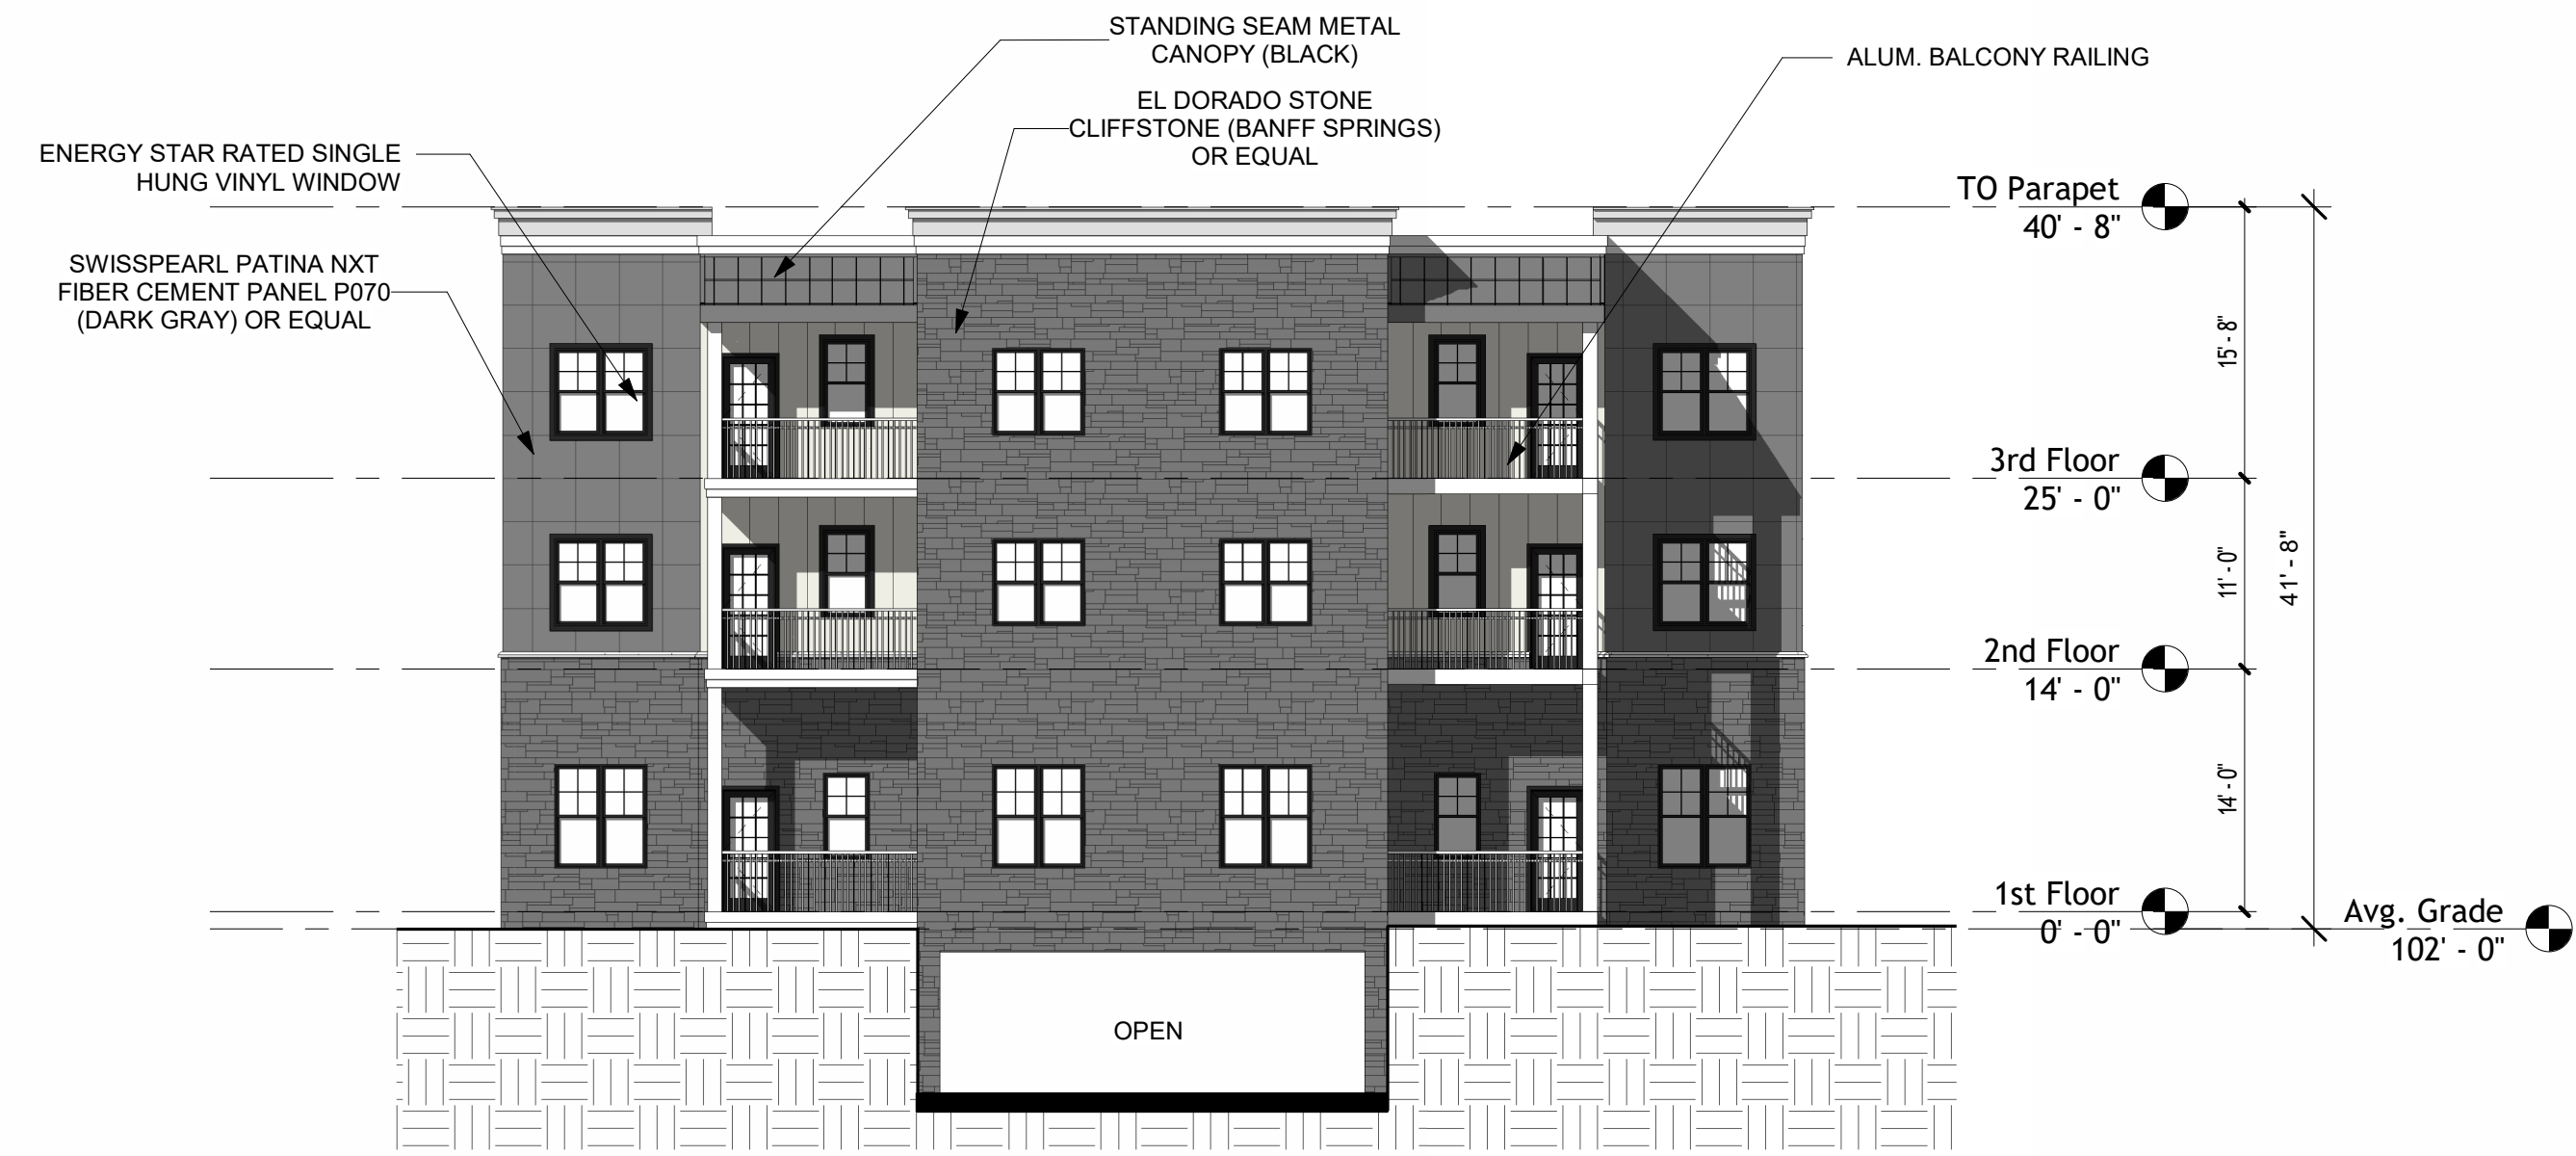 STANDING SEAM METAL
CANOPY (BLACK)
ALUM. BALCONY RAILING
EL DORADO STONE
CLIFFSTONE (BANFF SPRINGS)
OR EQUAL
ENERGY STAR RATED SINGLE
HUNG VINYL WINDOW
SWISSPEARL PATINA NXT
FIBER CEMENT PANEL P070
(DARK GRAY) OR EQUAL
TO Parapet
40' - 8"
15' - 8"
3rd Floor
25' - 0"
11' - 0"
41' - 8"
2nd Floor
14' - 0"
14' - 0"
1st Floor
0' - 0"
Avg. Grade
102' - 0"
OPEN